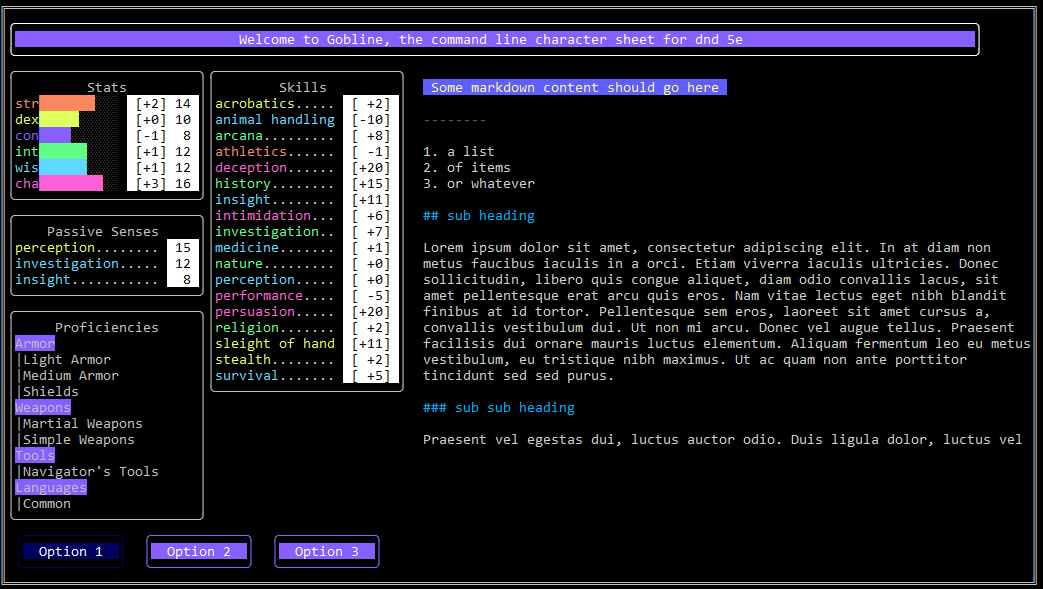 Welcome to Gobline, the command line character sheet for dnd 5e
Stats
str [+2] 14
dex [+0] 10
con [-1] 8
int [+1] 12
wis [+1] 12
cha [+3] 16
Passive Senses
perception........ 15
investigation..... 12
insight........... 8
Proficiencies
Armor
|Light Armor
|Medium Armor
|Shields
Weapons
|Martial Weapons
|Simple Weapons
Tools
|Navigator's Tools
Languages
|Common
Skills
acrobatics..... [ +2]
animal handling [-10]
arcana......... [ +8]
athletics...... [ -1]
deception...... [+20]
history........ [+15]
insight........ [+11]
intimidation... [ +6]
investigation.. [ +7]
medicine....... [ +1]
nature......... [ +0]
perception..... [ +0]
performance.... [ -5]
persuasion..... [+20]
religion....... [ +2]
sleight of hand [+11]
stealth........ [ +2]
survival....... [ +5]
Some markdown content should go here
--------
1. a list
2. of items
3. or whatever
## sub heading
Lorem ipsum dolor sit amet, consectetur adipiscing elit. In at diam non
metus faucibus iaculis in a orci. Etiam viverra iaculis ultricies. Donec
sollicitudin, libero quis congue aliquet, diam odio convallis lacus, sit
amet pellentesque erat arcu quis eros. Nam vitae lectus eget nibh blandit
finibus at id tortor. Pellentesque sem eros, laoreet sit amet cursus a,
convallis vestibulum dui. Ut non mi arcu. Donec vel augue tellus. Praesent
facilisis dui ornare mauris luctus elementum. Aliquam fermentum leo eu metus
vestibulum, eu tristique nibh maximus. Ut ac quam non ante porttitor
tincidunt sed sed purus.
### sub sub heading
Praesent vel egestas dui, luctus auctor odio. Duis ligula dolor, luctus vel
Option 1
Option 2
Option 3